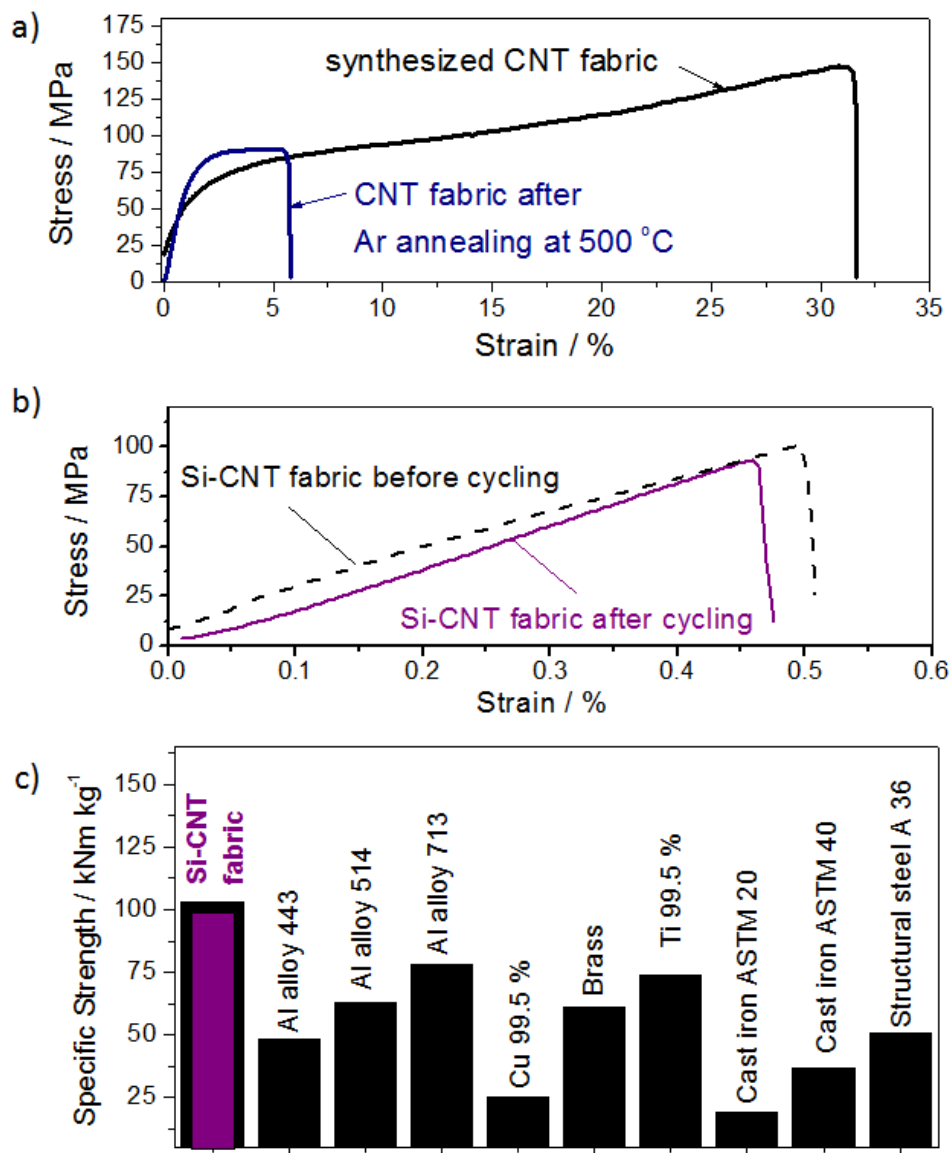 a)
Stress / MPa
175
150
125
100
75
50
25
0
synthesized CNT fabric
CNT fabric after
Ar annealing at 500 °C
0 5 10 15 20 25 30 35
Strain / %
b)
Stress / MPa
100
75
50
25
0
Si-CNT fabric before cycling
Si-CNT fabric after cycling
0.0 0.1 0.2 0.3 0.4 0.5 0.6
Strain / %
c)
Specific Strength / kNm kg⁻¹
150
125
100
75
50
25
Si-CNT
fabric
Al alloy 443
Al alloy 514
Al alloy 713
Cu 99.5 %
Brass
Ti 99.5 %
Cast iron ASTM 20
Cast iron ASTM 40
Structural steel A 36